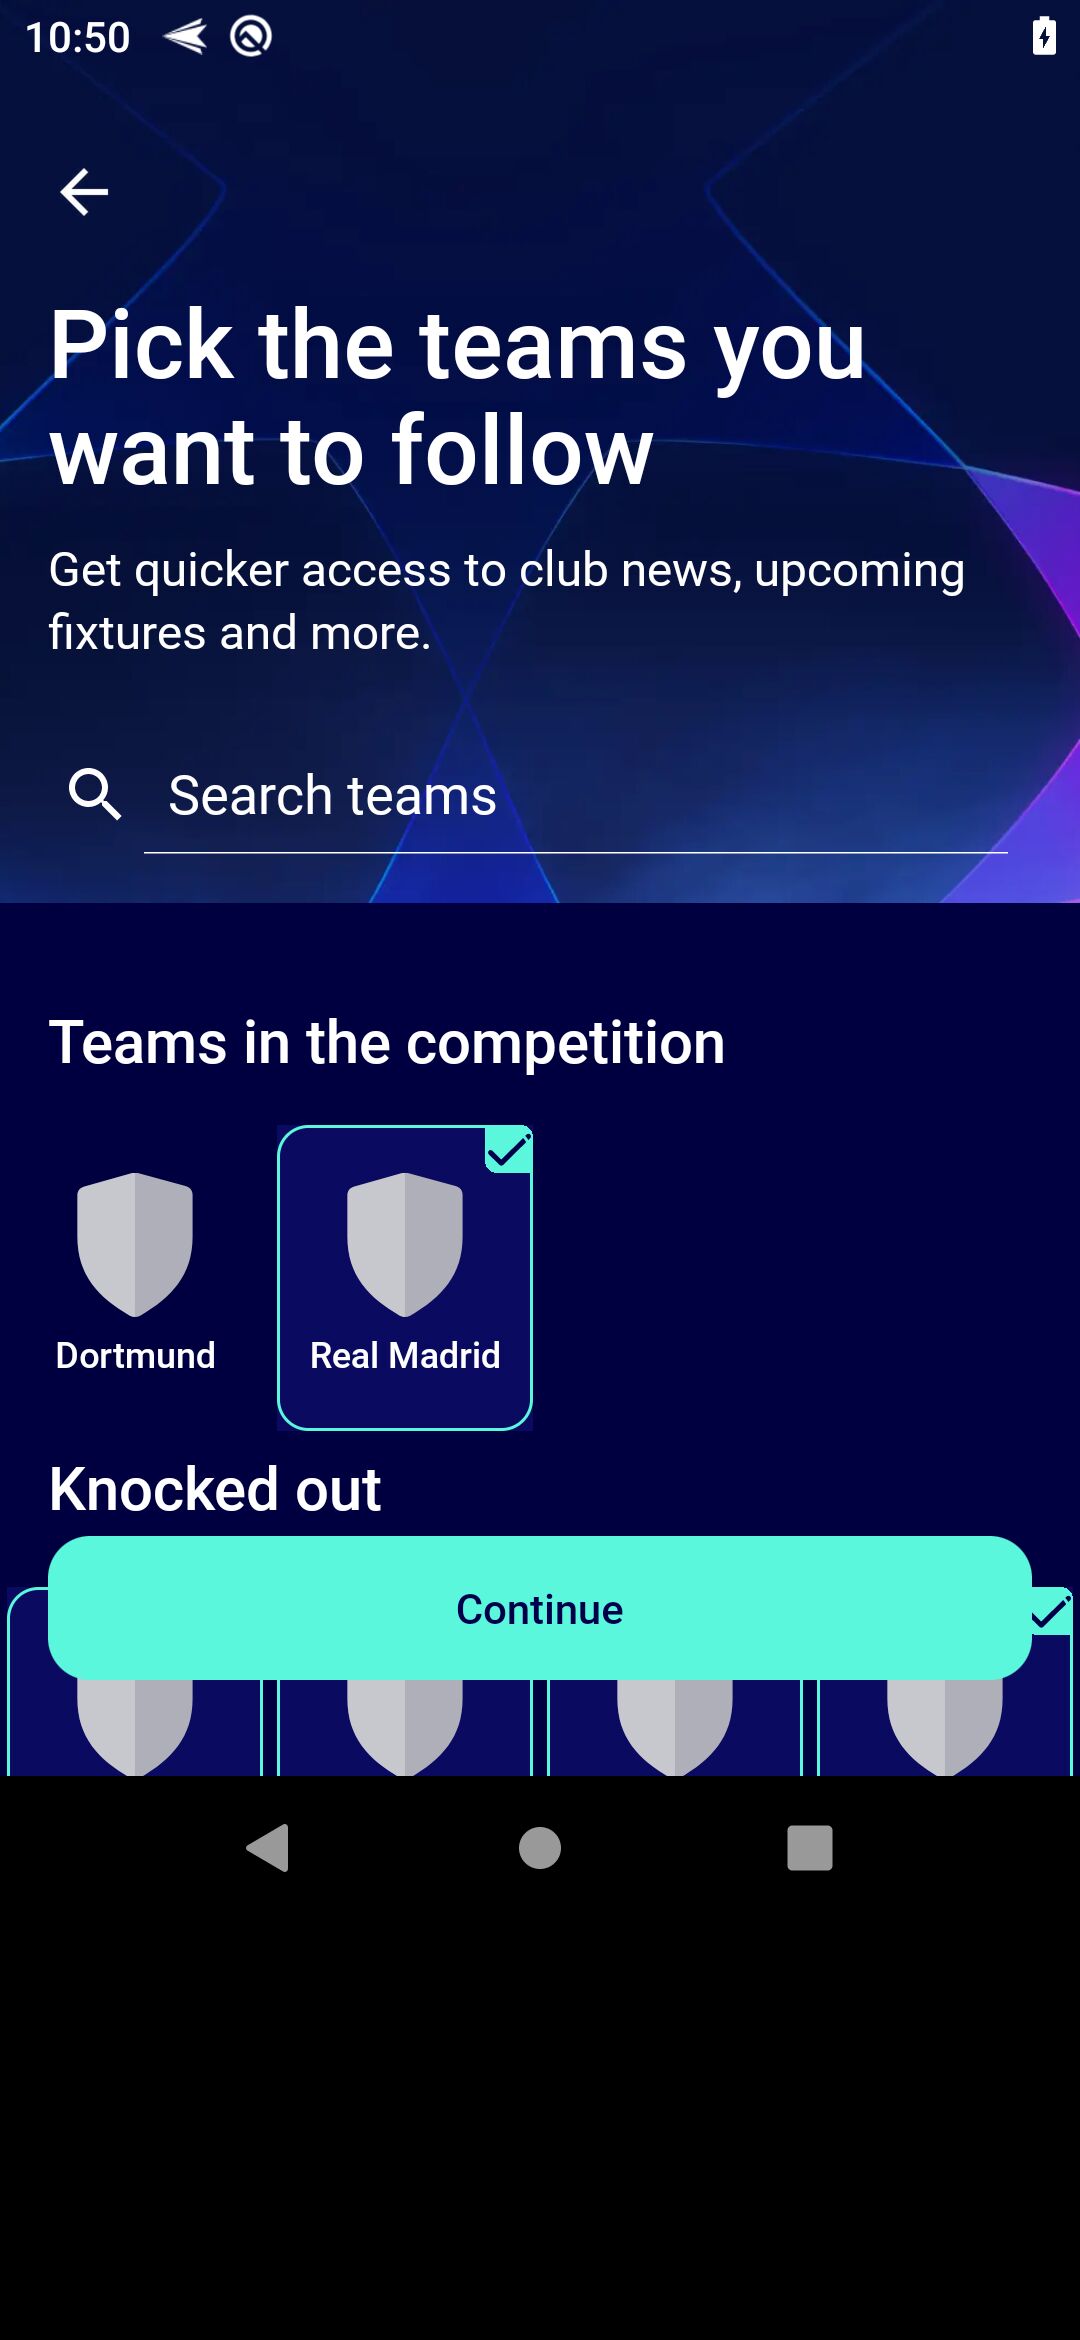 10:50
Pick the teams you
want to follow
Get quicker access to club news, upcoming
fixtures and more.
Search teams
Teams in the competition
Dortmund
Real Madrid
Knocked out
Continue